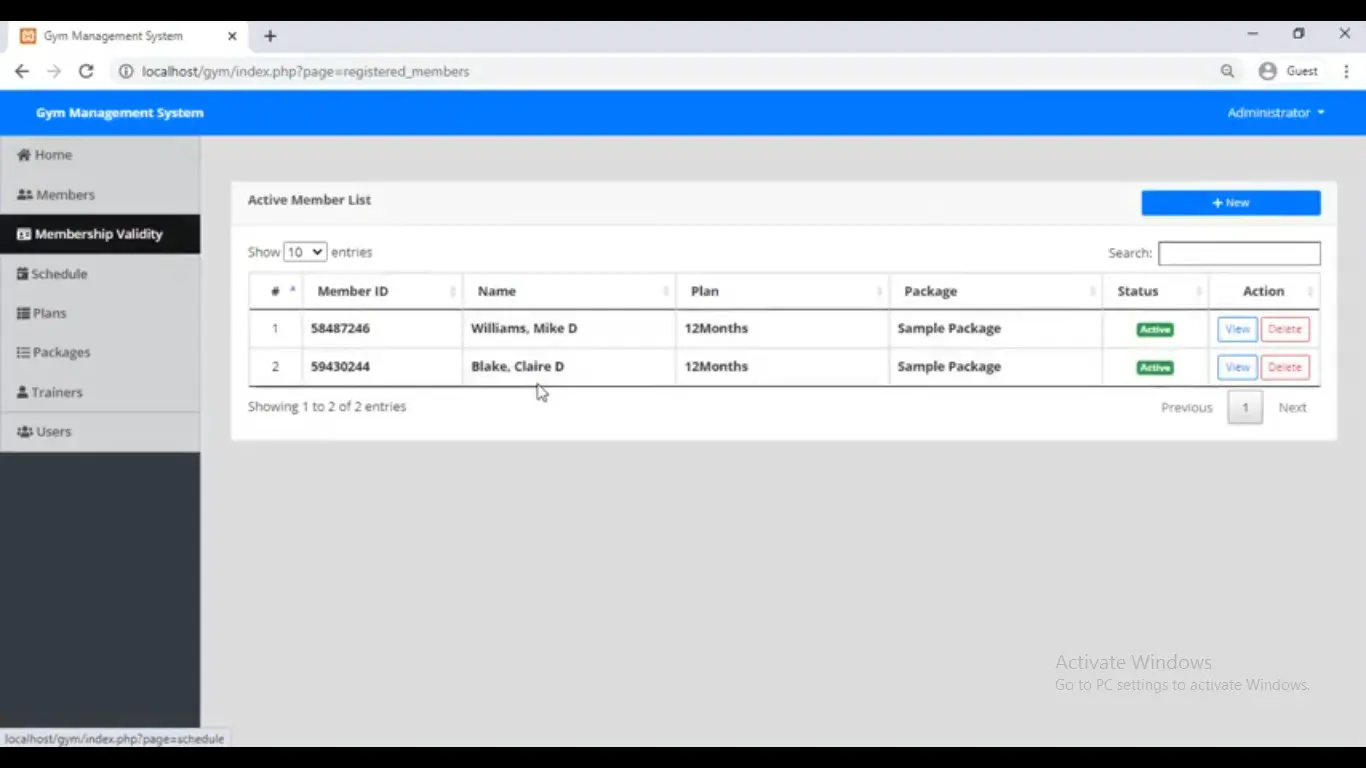 Gym Management System
localhost/gym/index.php?page=registered_members
Guest
Gym Management System
Administrator
Home
Members
Membership Validity
Schedule
Plans
Packages
Trainers
Users
Active Member List
+ New
Show 10 entries
Search:
# Member ID Name Plan Package Status Action
1 58487246 Williams, Mike D 12Months Sample Package Active View Delete
2 59430244 Blake, Claire D 12Months Sample Package Active View Delete
Showing 1 to 2 of 2 entries
Previous 1 Next
Activate Windows
Go to PC settings to activate Windows.
localhost/gym/index.php?page=schedule